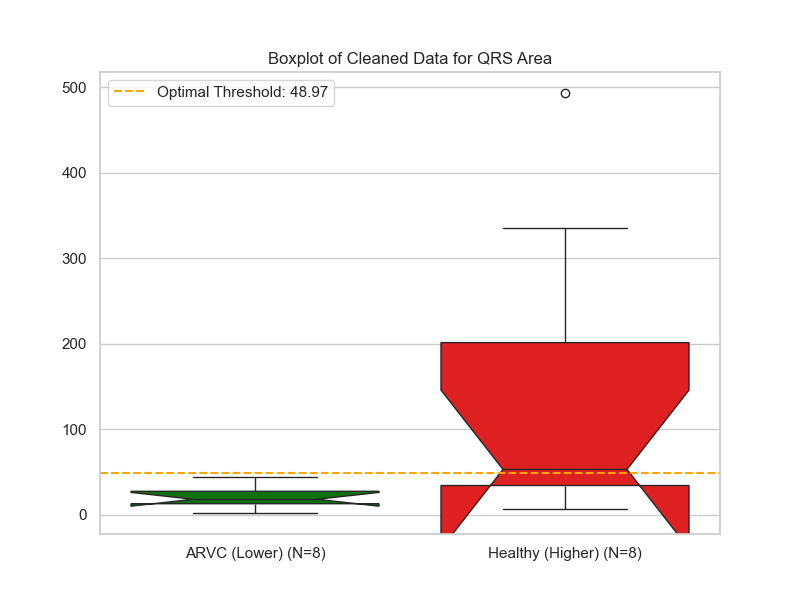 Boxplot of Cleaned Data for QRS Area
Optimal Threshold: 48.97
500
400
300
200
100
0
ARVC (Lower) (N=8)
Healthy (Higher) (N=8)